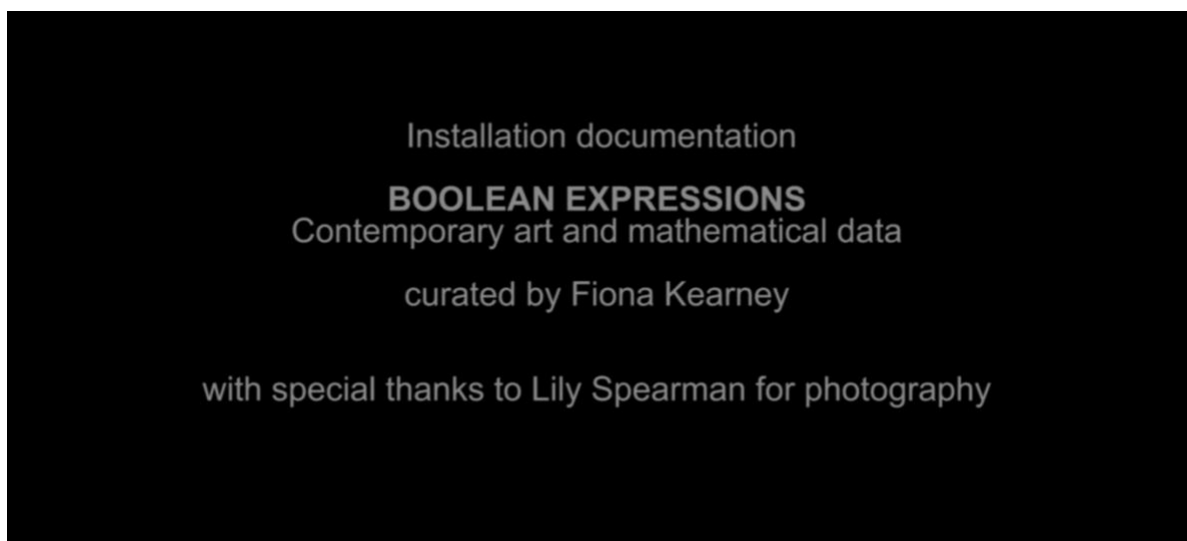 Installation documentation
BOOLEAN EXPRESSIONS
Contemporary art and mathematical data
curated by Fiona Kearney
with special thanks to Lily Spearman for photography